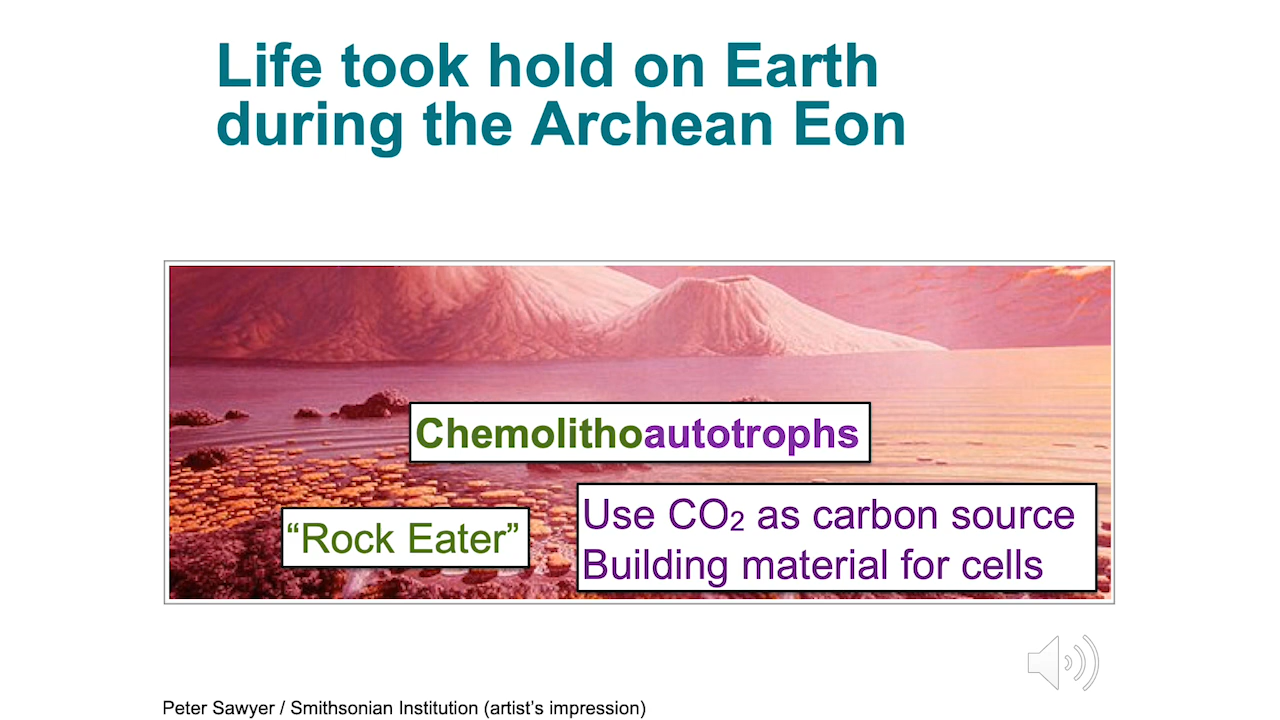 Life took hold on Earth
during the Archean Eon
Chemolithoautotrophs
“Rock Eater”
Use CO₂ as carbon source
Building material for cells
Peter Sawyer / Smithsonian Institution (artist’s impression)